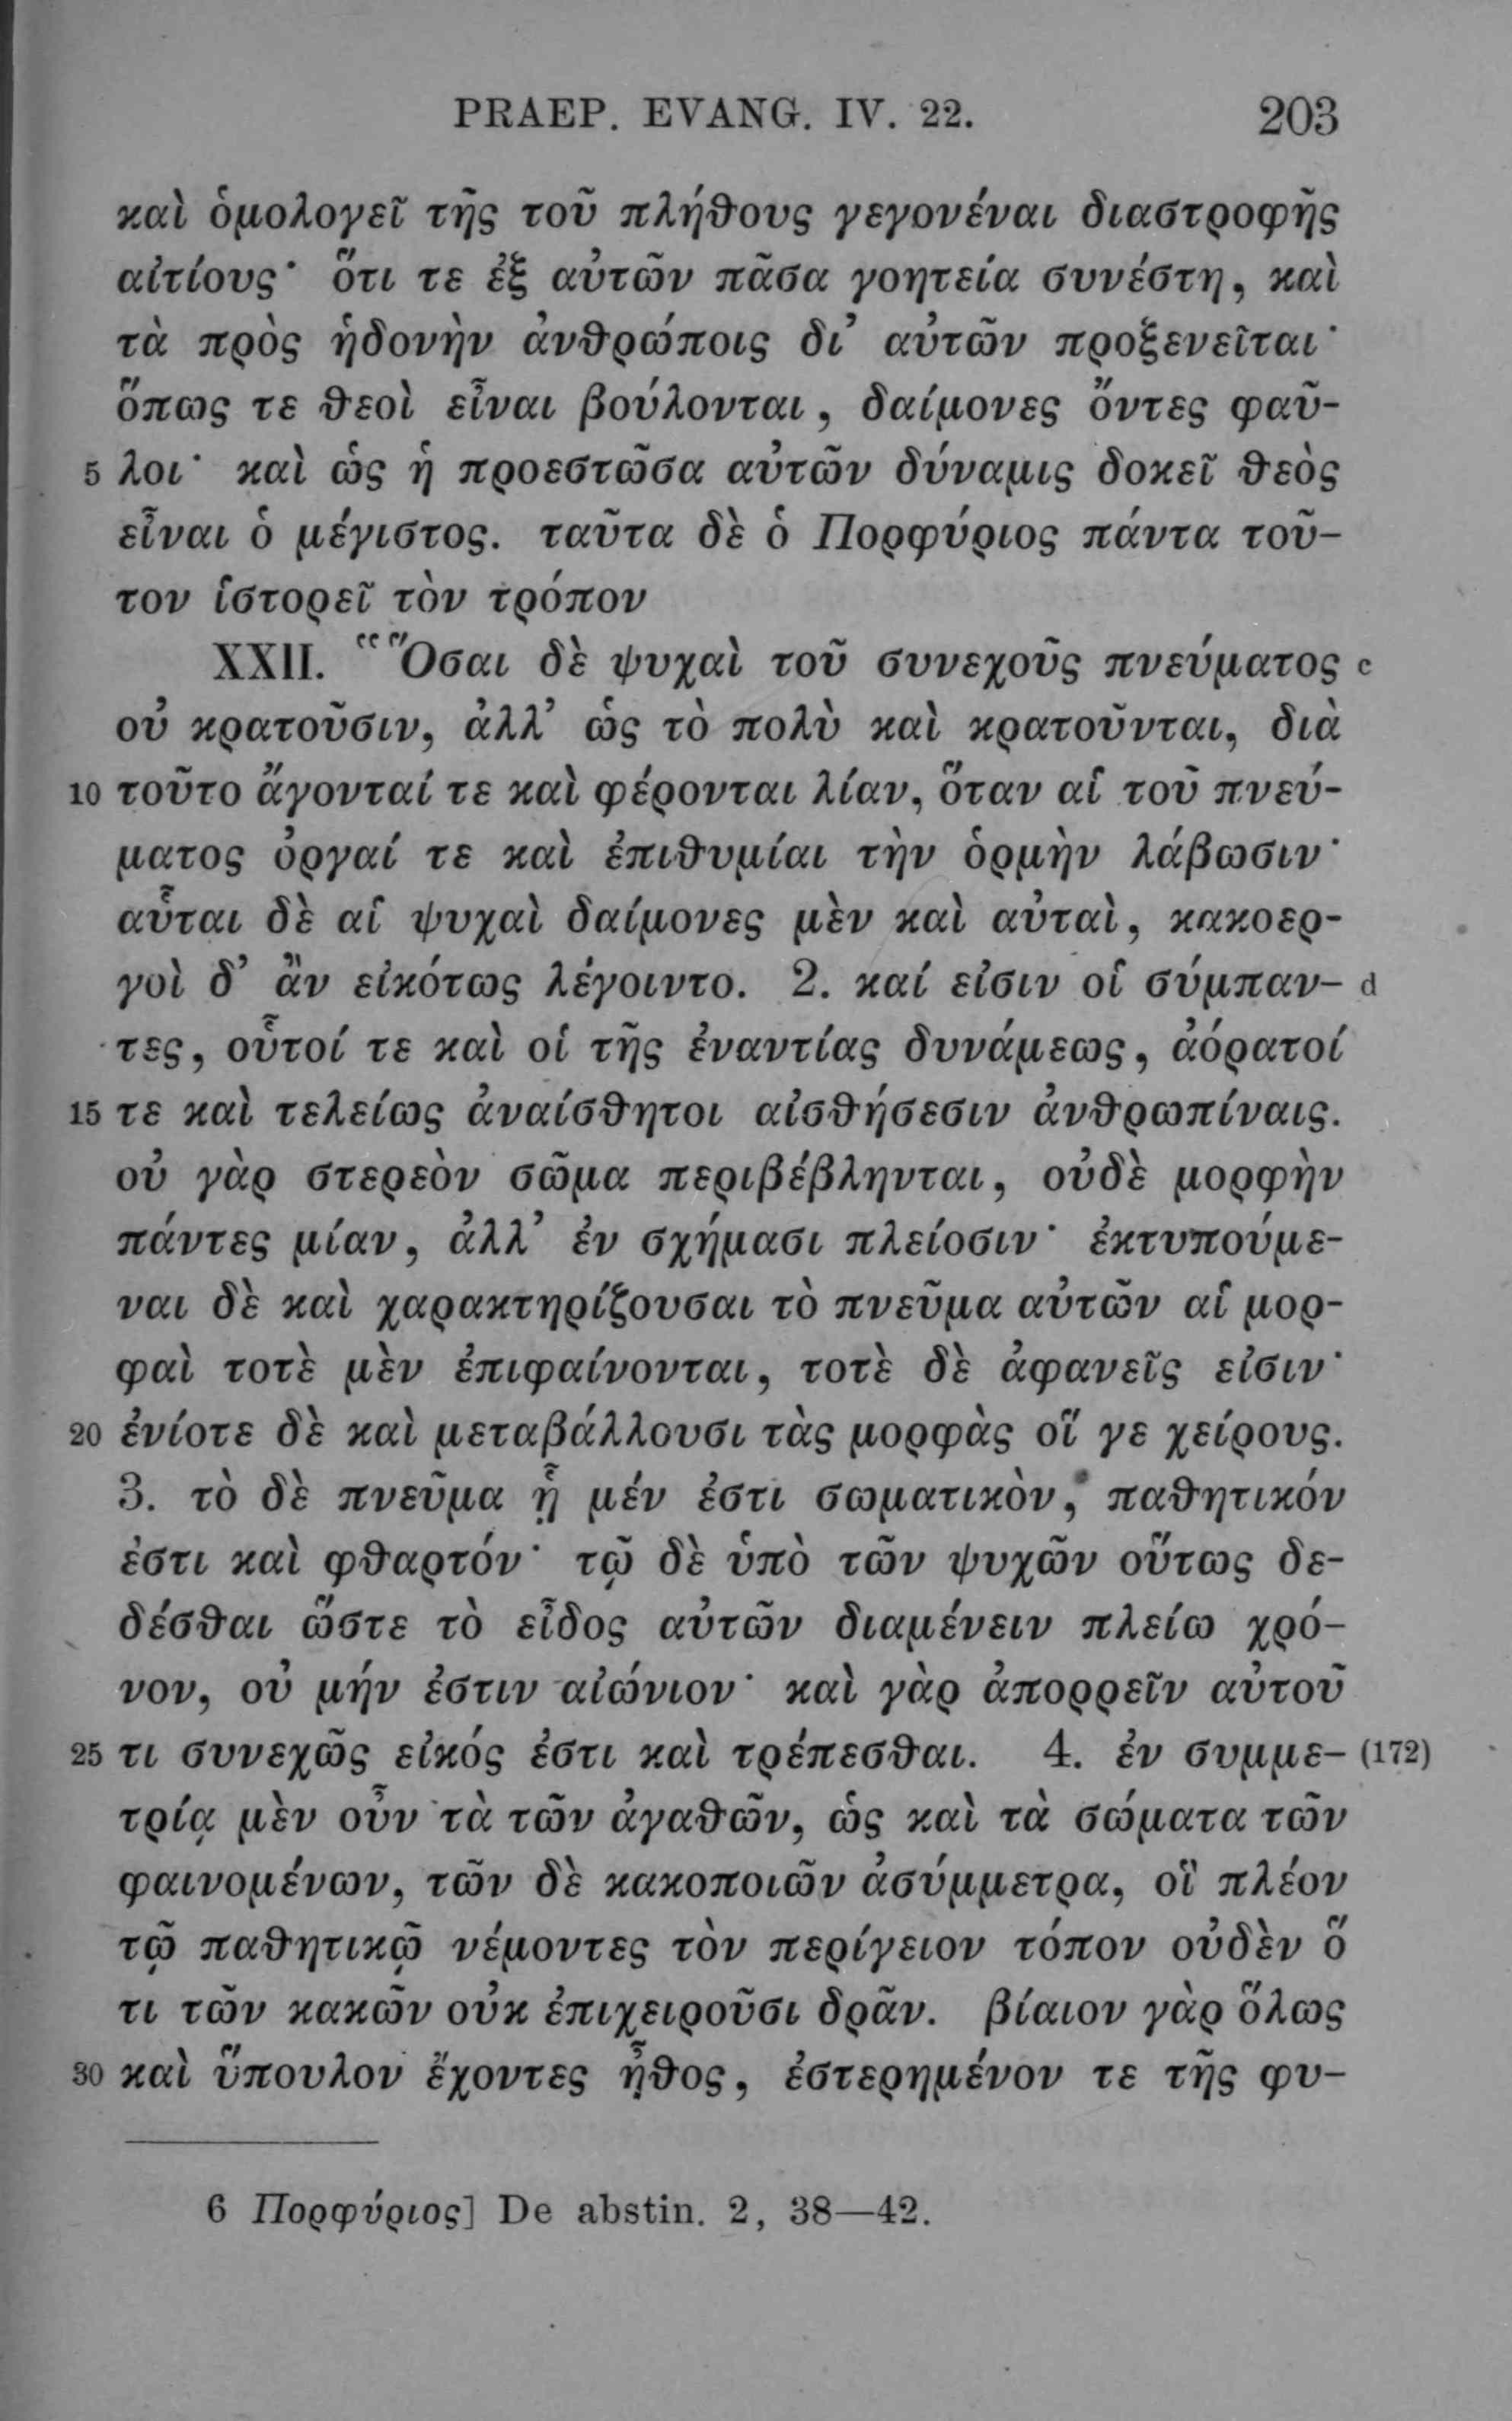 PRAEP. EVANG. IV. 22. 203
καὶ ὁμολογεῖ τῆς τοῦ πλήθους γεγονέναι διαστροφῆς
αἰτίους· ὅτι τε ἐξ αὐτῶν πᾶσα γοητεία συνέστη, καὶ
τὰ πρὸς ἡδονὴν ἀνθρώποις δι’ αὐτῶν προξενεῖται·
ὅπως τε θεοὶ εἶναι βούλονται, δαίμονες ὄντες φαῦ-
5 λοι· καὶ ὡς ἡ προεστῶσα αὐτῶν δύναμις δοκεῖ θεὸς
εἶναι ὁ μέγιστος. ταῦτα δὲ ὁ Πορφύριος πάντα τοῦ-
τον ἱστορεῖ τὸν τρόπον
XXII. “Ὅσαι δὲ ψυχαὶ τοῦ συνεχοῦς πνεύματος c
οὐ κρατοῦσιν, ἀλλ’ ὡς τὸ πολὺ καὶ κρατοῦνται, διὰ
10 τοῦτο ἄγονταί τε καὶ φέρονται λίαν, ὅταν αἱ τοῦ πνεύ-
ματος ὀργαί τε καὶ ἐπιθυμίαι τὴν ὁρμὴν λάβωσιν·
αὗται δὲ αἱ ψυχαὶ δαίμονες μὲν καὶ αὐταὶ, κακοερ-
γοὶ δ’ ἂν εἰκότως λέγοιντο. 2. καί εἰσιν οἱ σύμπαν- d
τες, οὗτοί τε καὶ οἱ τῆς ἐναντίας δυνάμεως, ἀόρατοί
15 τε καὶ τελείως ἀναίσθητοι αἰσθήσεσιν ἀνθρωπίναις.
οὐ γὰρ στερεὸν σῶμα περιβέβληνται, οὐδὲ μορφὴν
πάντες μίαν, ἀλλ’ ἐν σχήμασι πλείοσιν· ἐκτυπούμε-
ναι δὲ καὶ χαρακτηρίζουσαι τὸ πνεῦμα αὐτῶν αἱ μορ-
φαὶ τοτὲ μὲν ἐπιφαίνονται, τοτὲ δὲ ἀφανεῖς εἰσιν·
20 ἐνίοτε δὲ καὶ μεταβάλλουσι τὰς μορφὰς οἵ γε χείρους.
3. τὸ δὲ πνεῦμα ᾗ μέν ἐστι σωματικὸν, παθητικόν
ἐστι καὶ φθαρτόν· τῷ δὲ ὑπὸ τῶν ψυχῶν οὕτως δε-
δέσθαι ὥστε τὸ εἶδος αὐτῶν διαμένειν πλείω χρό-
νον, οὐ μήν ἐστιν αἰώνιον· καὶ γὰρ ἀπορρεῖν αὐτοῦ
25 τι συνεχῶς εἰκός ἐστι καὶ τρέπεσθαι. 4. ἐν συμμε- (172)
τρίᾳ μὲν οὖν τὰ τῶν ἀγαθῶν, ὡς καὶ τὰ σώματα τῶν
φαινομένων, τῶν δὲ κακοποιῶν ἀσύμμετρα, οἳ πλέον
τῷ παθητικῷ νέμοντες τὸν περίγειον τόπον οὐδὲν ὅ
τι τῶν κακῶν οὐκ ἐπιχειροῦσι δρᾶν. βίαιον γὰρ ὅλως
30 καὶ ὕπουλον ἔχοντες ἦθος, ἐστερημένον τε τῆς φυ-
6 Πορφύριος] De abstin. 2, 38—42.